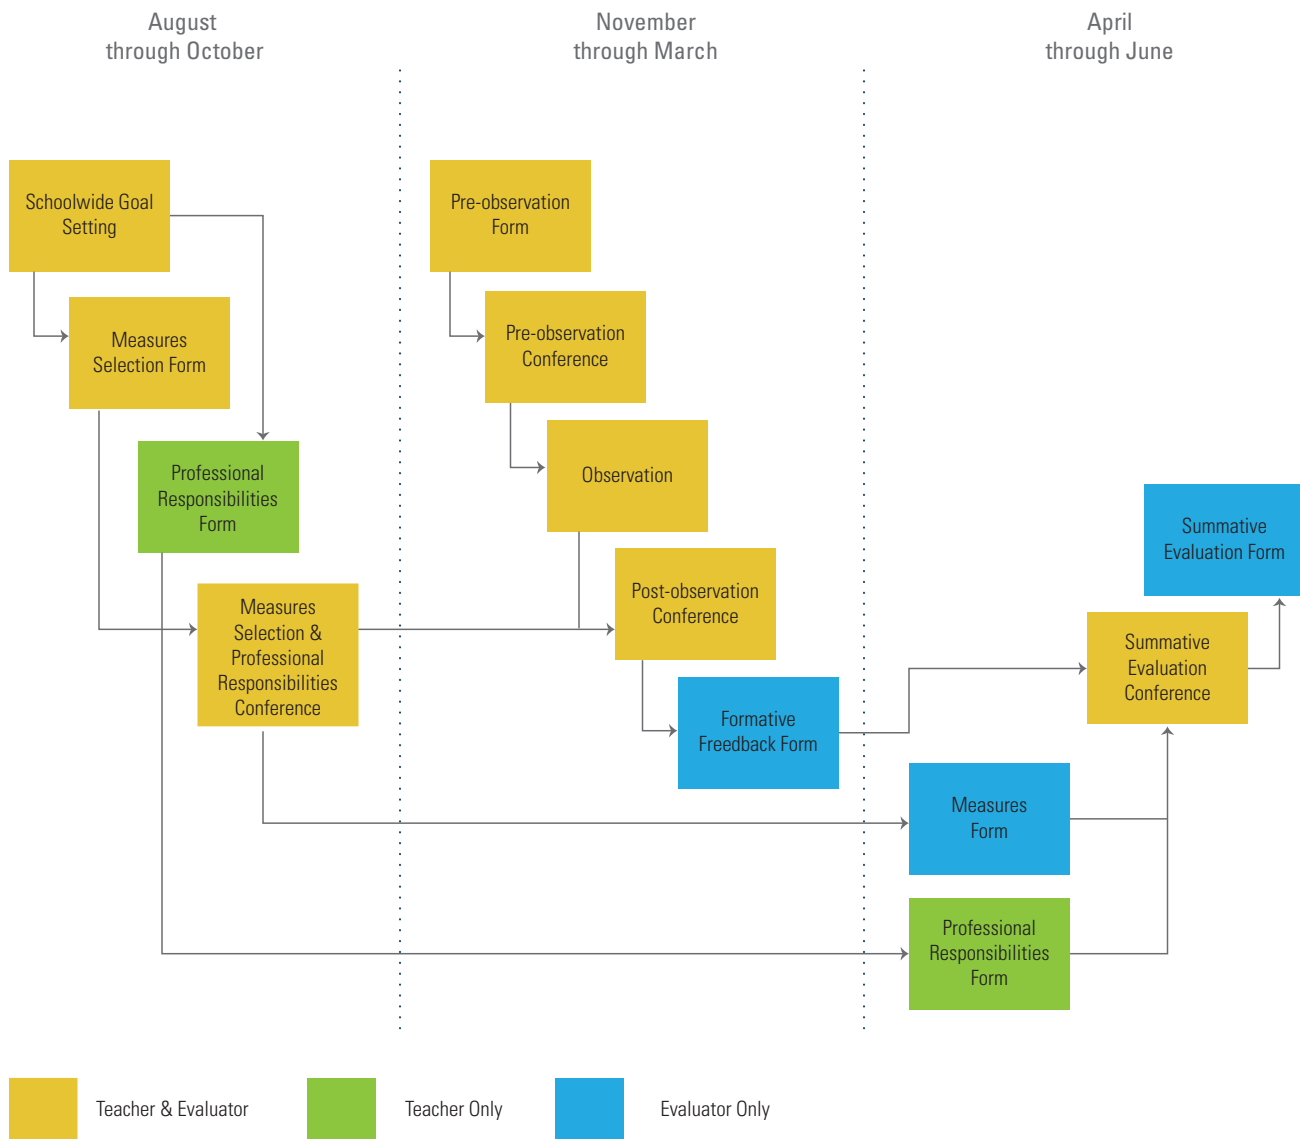 August
through October
November
through March
April
through June
Schoolwide Goal
Setting
Measures
Selection Form
Professional
Responsibilities
Form
Measures
Selection &
Professional
Responsibilities
Conference
Pre-observation
Form
Pre-observation
Conference
Observation
Post-observation
Conference
Formative
Freedback Form
Summative
Evaluation Form
Summative
Evaluation
Conference
Measures
Form
Professional
Responsibilities
Form
Teacher & Evaluator
Teacher Only
Evaluator Only